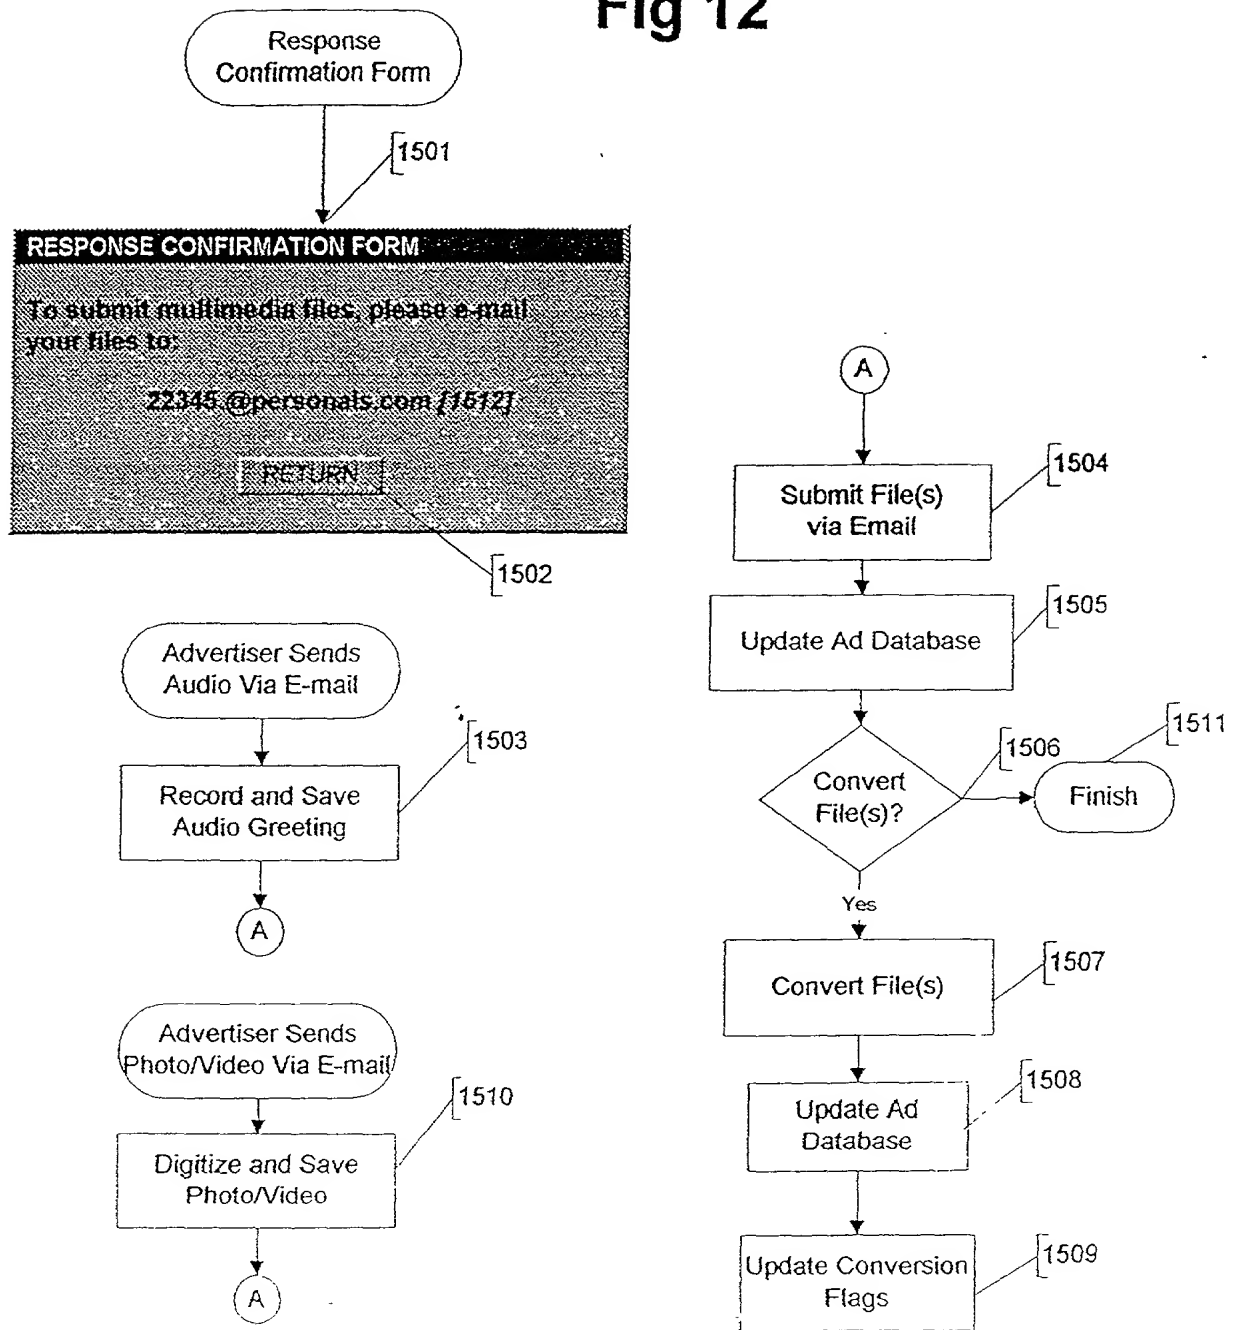 Fig 12
Response
Confirmation Form
1501
RESPONSE CONFIRMATION FORM
To submit multimedia files, please e-mail
your files to:
22345.@personals.com [1512]
RETURN
1502
Advertiser Sends
Audio Via E-mail
1503
Record and Save
Audio Greeting
A
Advertiser Sends
Photo/Video Via E-mail
1510
Digitize and Save
Photo/Video
A
A
1504
Submit File(s)
via Email
1505
Update Ad Database
1506
1511
Convert
File(s)?
Finish
Yes
1507
Convert File(s)
1508
Update Ad
Database
1509
Update Conversion
Flags